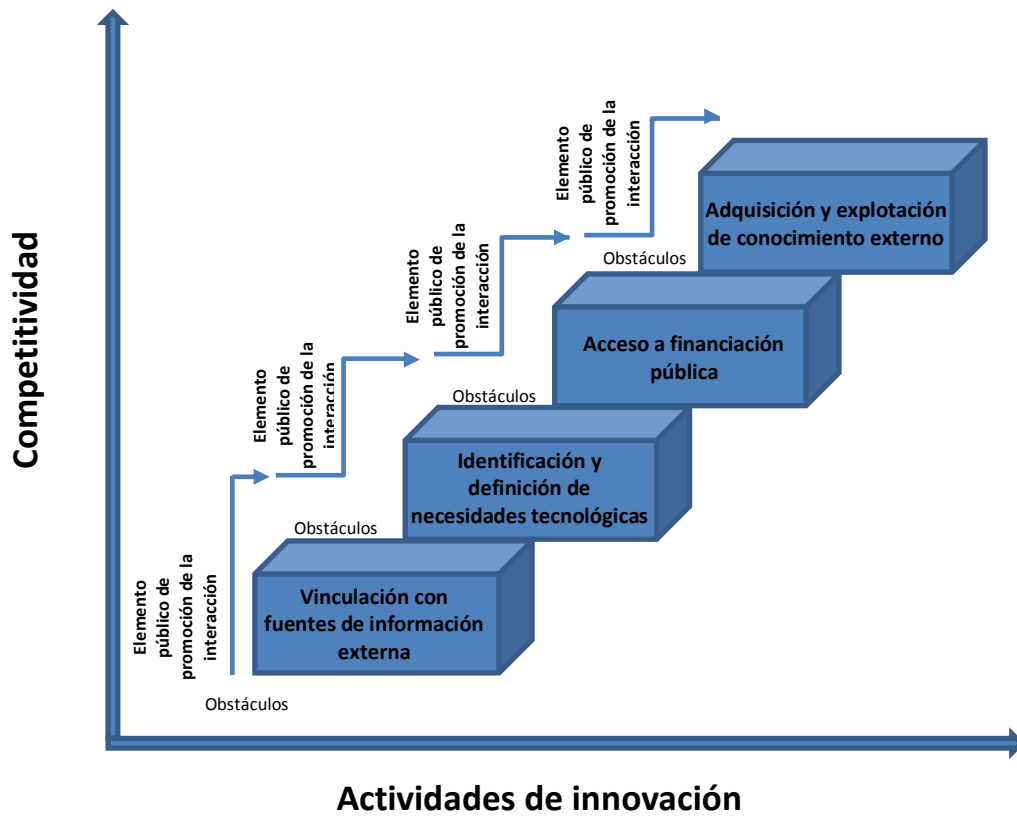 Elemento
público de
promoción de la
interacción
Adquisición y explotación
de conocimiento externo
Obstáculos
Elemento
público de
promoción de la
interacción
Acceso a financiación
pública
Obstáculos
Elemento
público de
promoción de la
interacción
Identificación y
definición de
necesidades tecnológicas
Obstáculos
Elemento
público de
promoción de la
interacción
Vinculación con
fuentes de información
externa
Obstáculos
Competitividad
Actividades de innovación